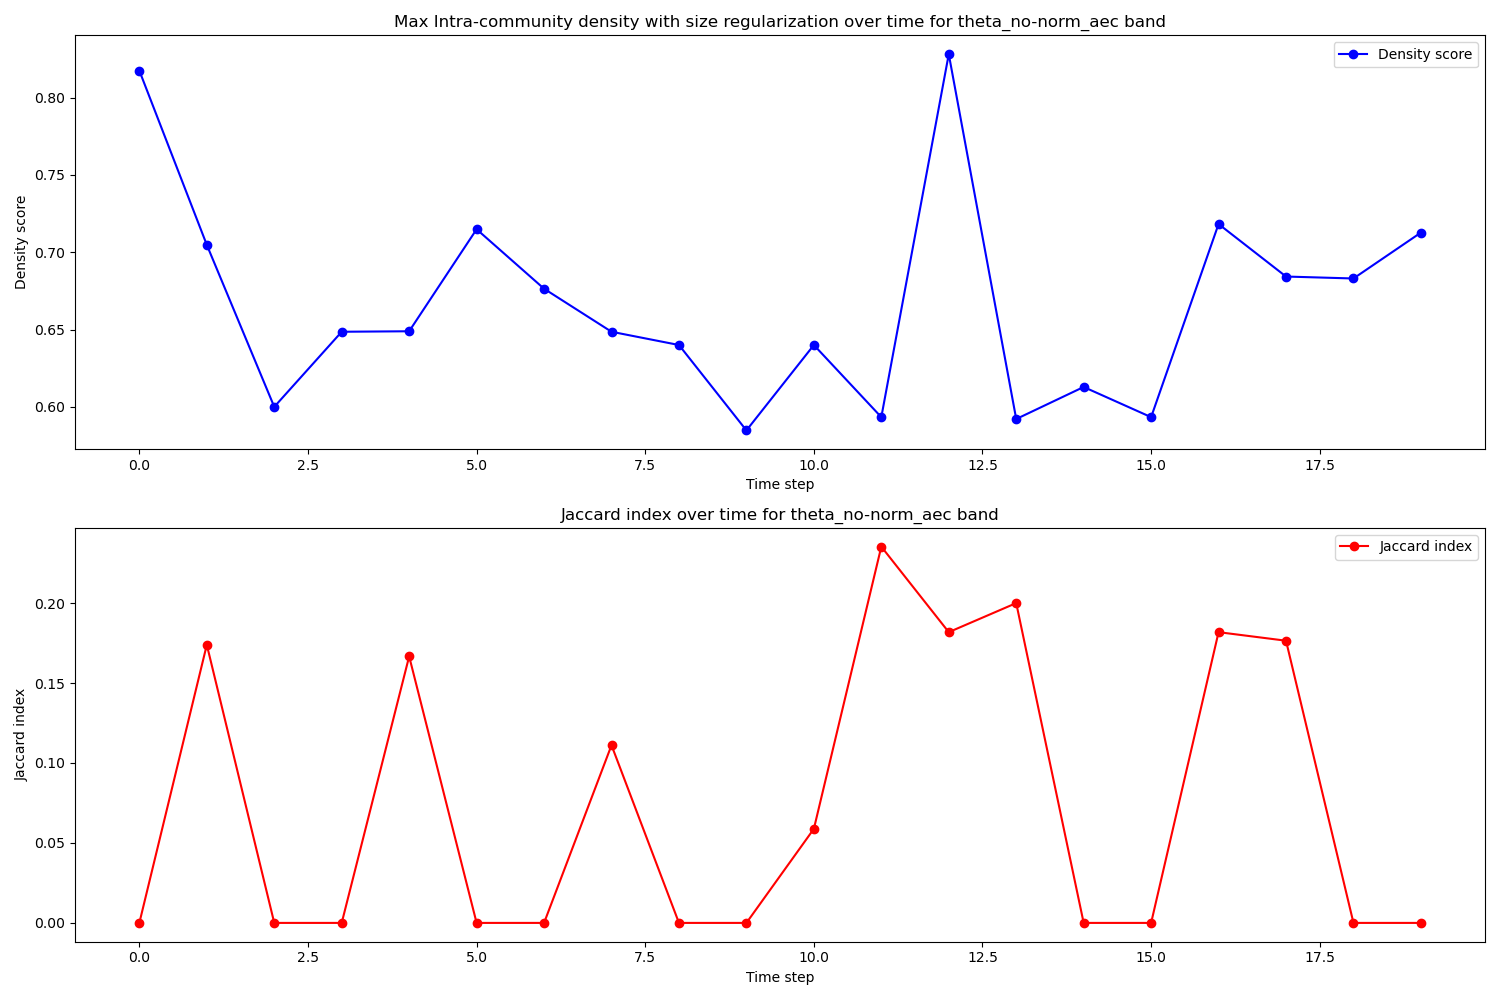 Max Intra-community density with size regularization over time for theta_no-norm_aec band
Density score
0.80
0.75
0.70
0.65
0.60
Density score
0.0 2.5 5.0 7.5 10.0 12.5 15.0 17.5
Time step
Jaccard index over time for theta_no-norm_aec band
Jaccard index
0.20
0.15
0.10
0.05
0.00
Jaccard index
0.0 2.5 5.0 7.5 10.0 12.5 15.0 17.5
Time step